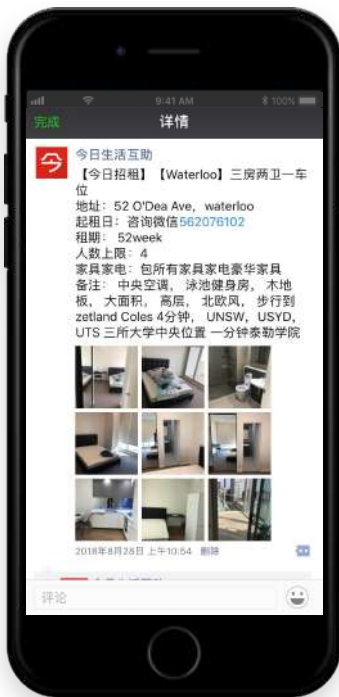 9:41 AM
100%
完成
详情
今
今日生活互助
【今日招租】【Waterloo】三房两卫一车
位
地址: 52 O'Dea Ave, waterloo
起租日: 咨询微信562076102
租期: 52week
人数上限: 4
家具家电: 包所有家具家电豪华家具
备注: 中央空调, 泳池健身房, 木地
板, 大面积, 高层, 北欧风, 步行到
zetland Coles 4分钟, UNSW, USYD,
UTS 三所大学中央位置 一分钟泰勒学院
2018年8月28日 上午10:54 删除
评论